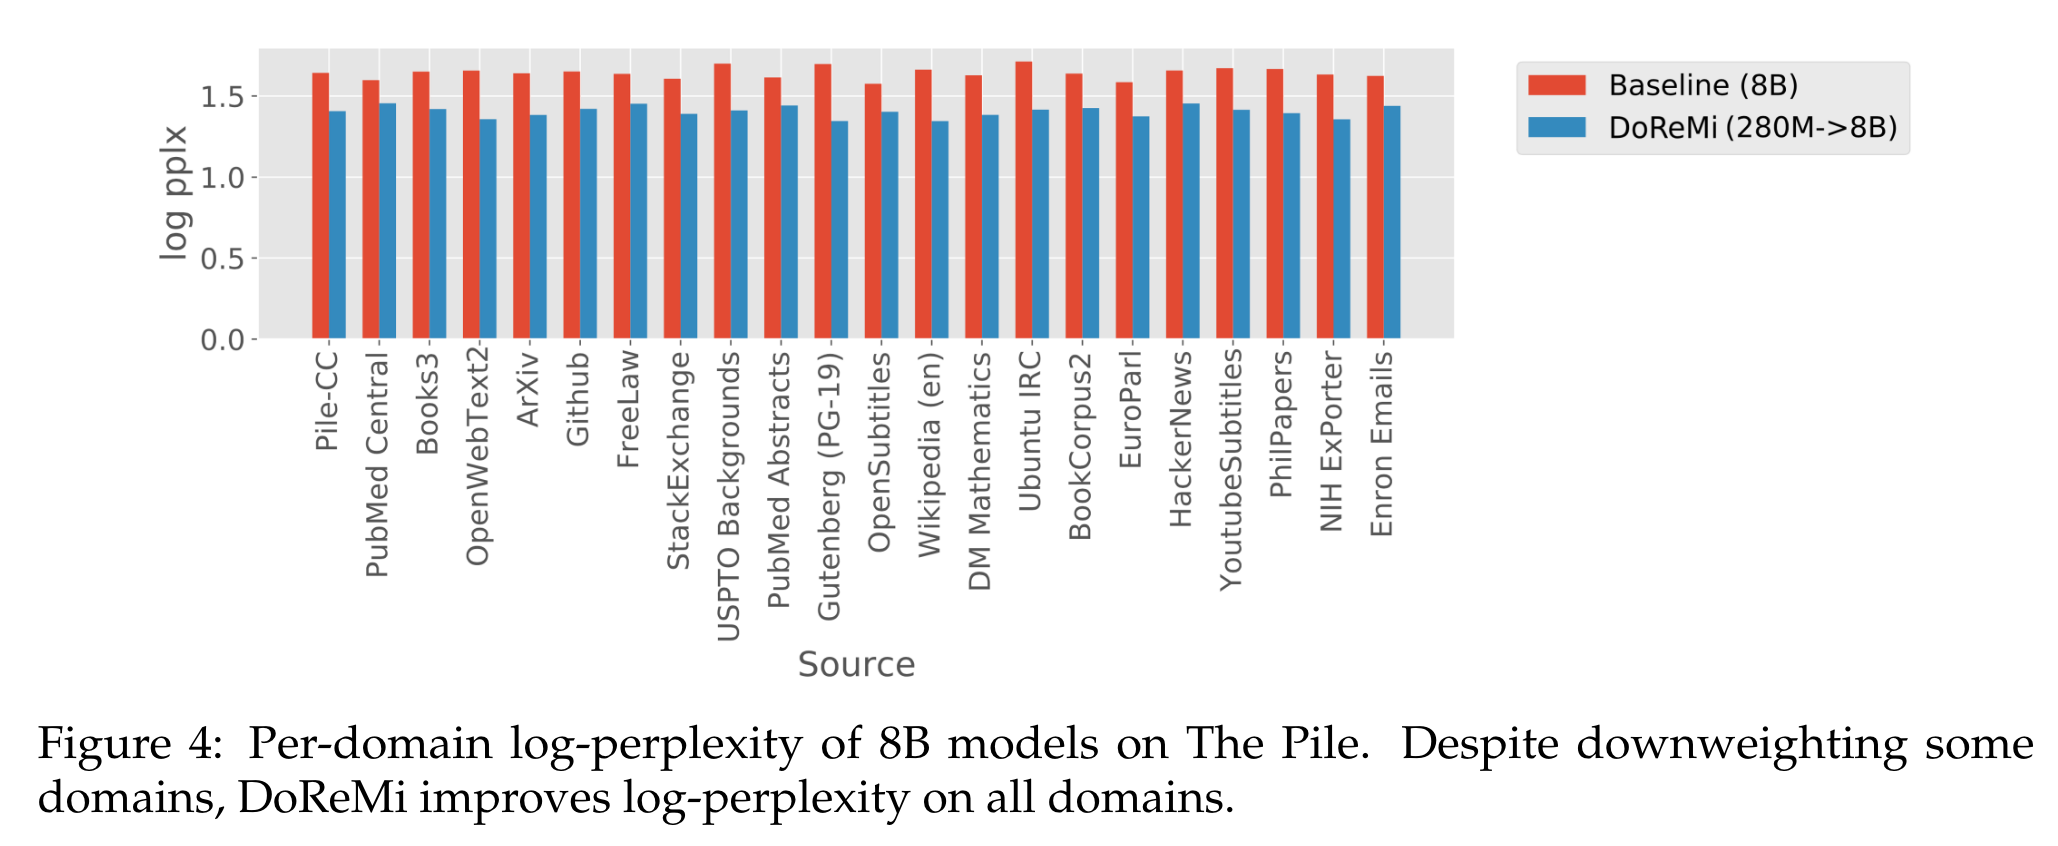 1.5
1.0
0.5
0.0
log pplx
Baseline (8B)
DoReMi (280M->8B)
Pile-CC
PubMed Central
Books3
OpenWebText2
ArXiv
Github
FreeLaw
StackExchange
USPTO Backgrounds
PubMed Abstracts
Gutenberg (PG-19)
OpenSubtitles
Wikipedia (en)
DM Mathematics
Ubuntu IRC
BookCorpus2
EuroParl
HackerNews
YoutubeSubtitles
PhilPapers
NIH ExPorter
Enron Emails
Source
Figure 4: Per-domain log-perplexity of 8B models on The Pile. Despite downweighting some
domains, DoReMi improves log-perplexity on all domains.